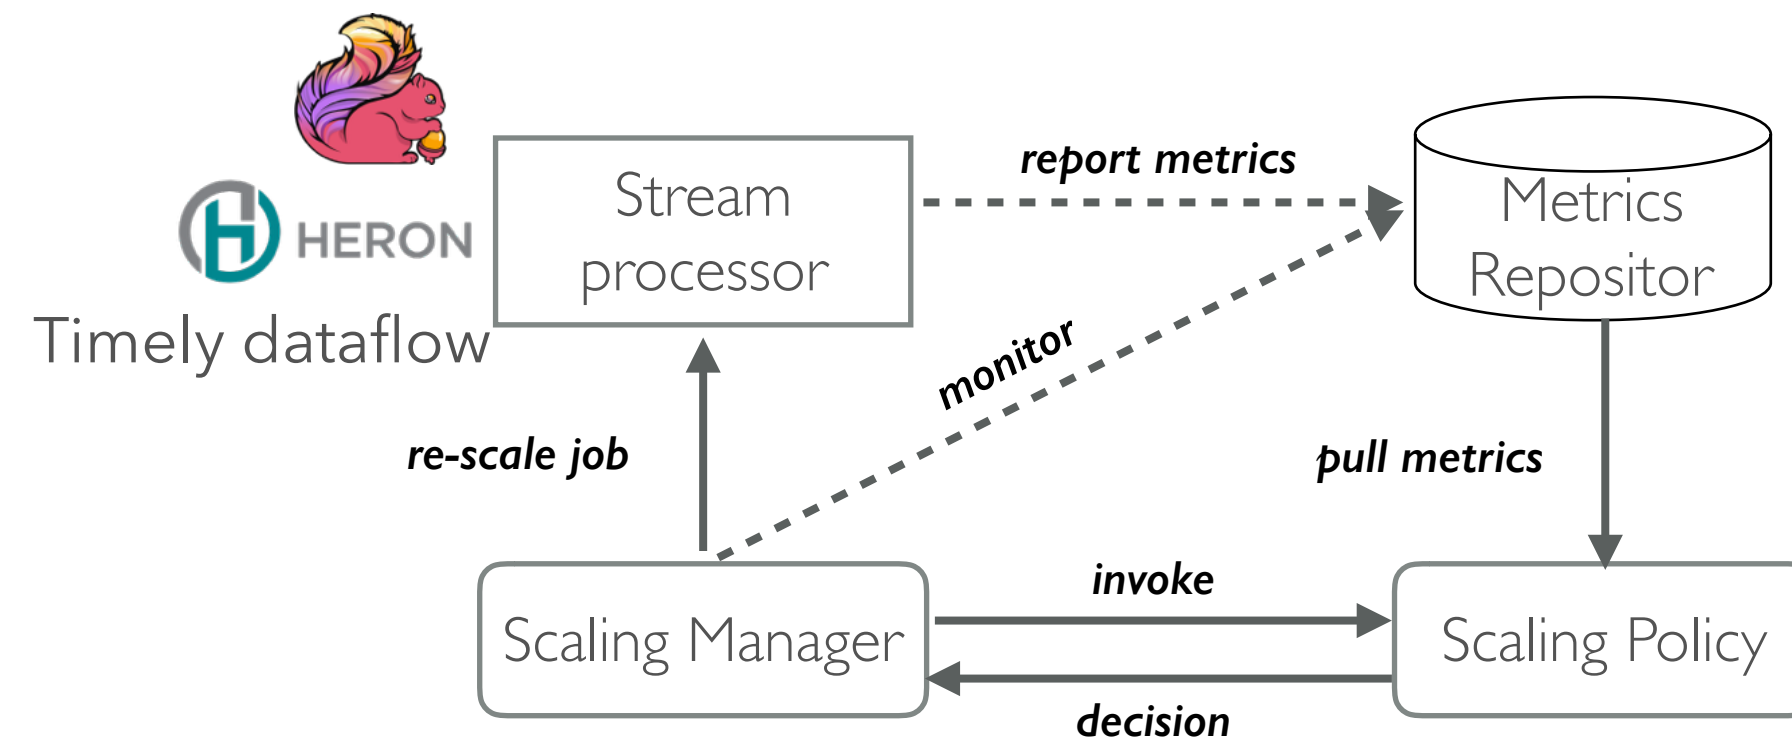 Stream
processor
report metrics
Metrics
Repositor
HERON
Timely dataflow
monitor
re-scale job
pull metrics
invoke
Scaling Manager
Scaling Policy
decision